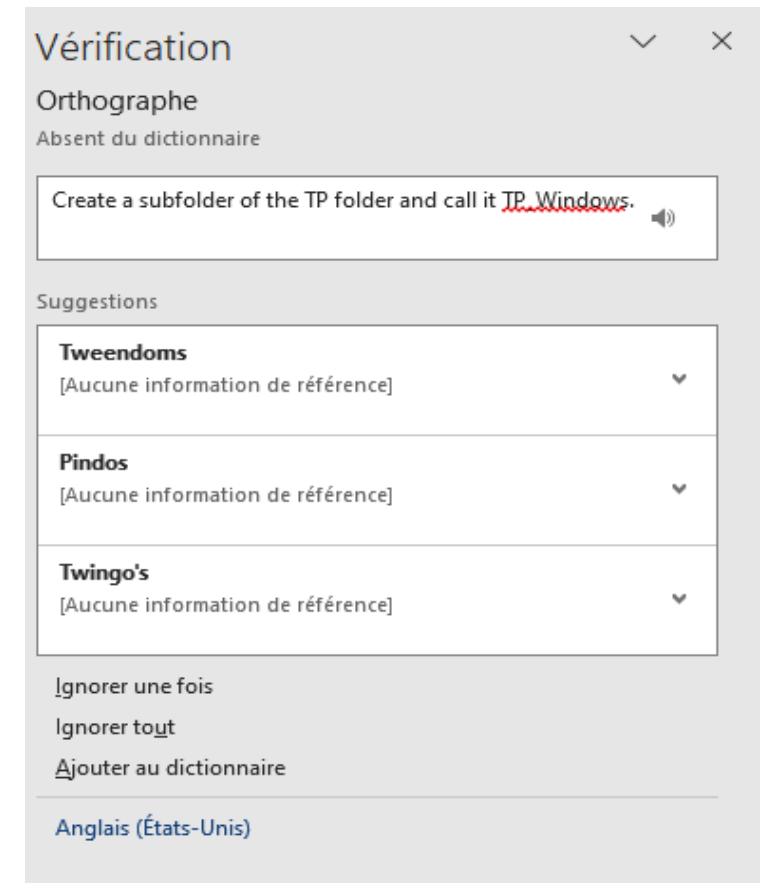 Vérification
Orthographe
Absent du dictionnaire
Create a subfolder of the TP folder and call it TP_Windows.
Suggestions
Tweendoms
[Aucune information de référence]
Pindos
[Aucune information de référence]
Twingo's
[Aucune information de référence]
Ignorer une fois
Ignorer tout
Ajouter au dictionnaire
Anglais (États-Unis)